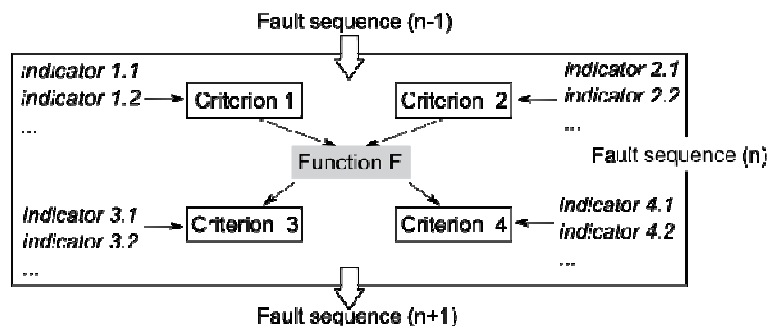 Fault sequence (n-1)
indicator 1.1
indicator 1.2
...
Criterion 1
Criterion 2
indicator 2.1
indicator 2.2
...
Function F
Fault sequence (n)
indicator 3.1
indicator 3.2
...
Criterion 3
Criterion 4
indicator 4.1
indicator 4.2
...
Fault sequence (n+1)